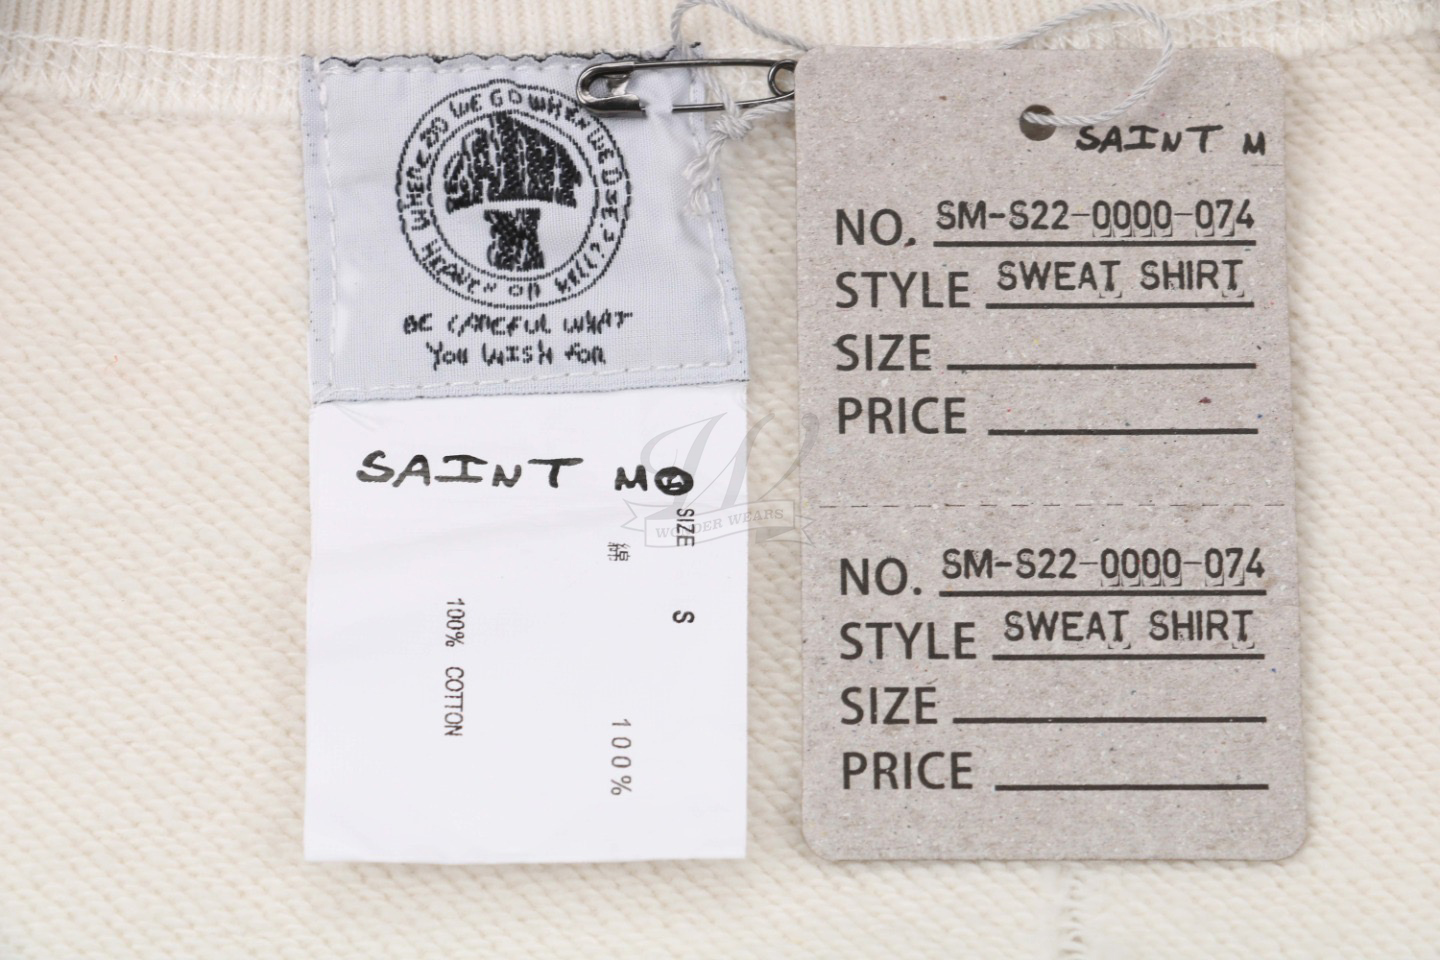 WHERE DO WE GO WHEN WE DIE?
HEAVEN OR
BE CAREFUL WHAT
YOU WISH FOR
SAINT M
SIZE S
綿 100%
100% COTTON
WONDER WEARS
SAINT M
NO. SM-S22-0000-074
STYLE SWEAT SHIRT
SIZE
PRICE
NO. SM-S22-0000-074
STYLE SWEAT SHIRT
SIZE
PRICE